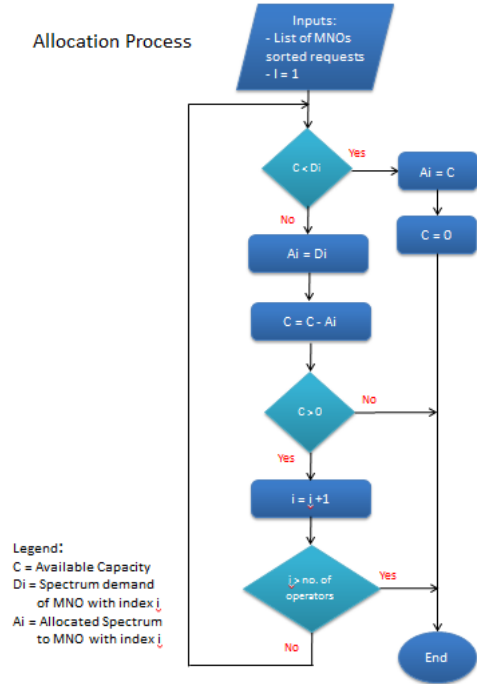 Allocation Process
Inputs:
- List of MNOs
sorted requests
- I = 1
C < Di
Yes
Ai = C
No
C = 0
Ai = Di
C = C - Ai
C > 0
No
Yes
i = i +1
i > no. of
operators
Yes
No
End
Legend:
C = Available Capacity
Di = Spectrum demand
of MNO with index i
Ai = Allocated Spectrum
to MNO with index i